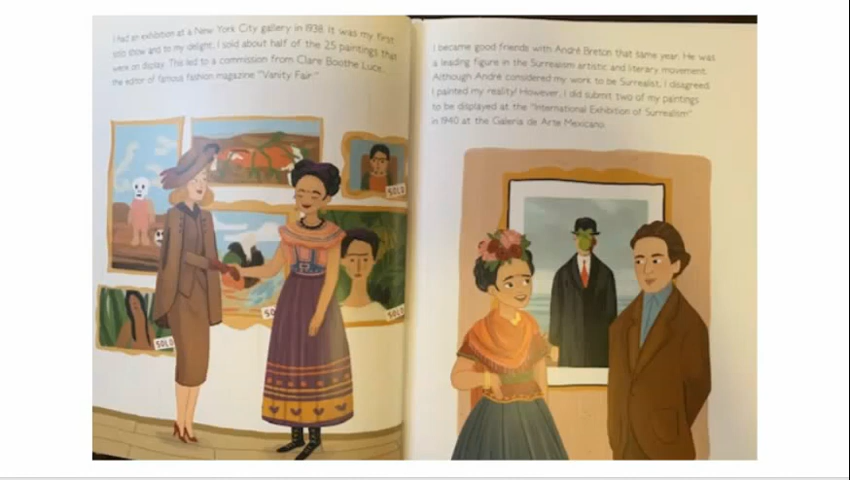 I had an exhibition at a New York City gallery in 1938. It was my first
solo show and to my delight, I sold about half of the 25 paintings that
were on display. This led to a commission from Clare Boothe Luce,
the editor of famous fashion magazine "Vanity Fair."
SOLD
SOLD
SO
SOLD
I became good friends with André Breton that same year. He was
a leading figure in the Surrealism artistic and literary movement.
Although André considered my work to be Surrealist, I disagreed.
I painted my reality! However, I did submit two of my paintings
to be displayed at the "International Exhibition of Surrealism"
in 1940 at the Galería de Arte Mexicano.